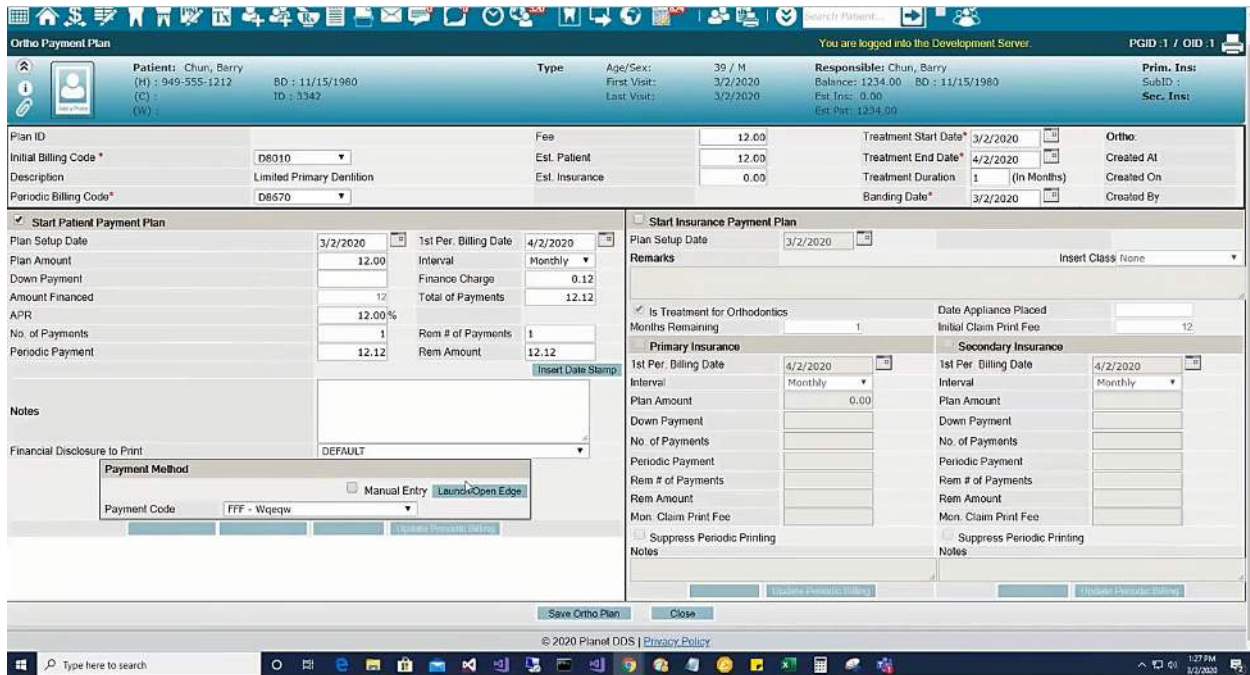 Search Patient...
Ortho Payment Plan You are logged into the Development Server. PGID :1 / OID :1
Patient: Chun, Barry Type Age/Sex: 39 / M Responsible: Chun, Barry Prim. Ins:
(H) : 949-555-1212 BD : 11/15/1980 First Visit: 3/2/2020 Balance: 1234.00 BD : 11/15/1980 SubID :
(C) : ID : 3342 Last Visit: 3/2/2020 Est Ins: 0.00 Sec. Ins:
(W) : Est Pat: 1234.00
Plan ID Fee 12.00 Treatment Start Date* 3/2/2020 Ortho:
Initial Billing Code * D8010 Est. Patient 12.00 Treatment End Date* 4/2/2020 Created At
Description Limited Primary Dentition Est. Insurance 0.00 Treatment Duration 1 (In Months) Created On
Periodic Billing Code* D8670 Banding Date* 3/2/2020 Created By
Start Patient Payment Plan
Plan Setup Date 3/2/2020 1st Per. Billing Date 4/2/2020
Plan Amount 12.00 Interval Monthly
Down Payment Finance Charge 0.12
Amount Financed 12 Total of Payments 12.12
APR 12.00 %
No. of Payments 1 Rem # of Payments 1
Periodic Payment 12.12 Rem Amount 12.12
Insert Date Stamp
Notes
Financial Disclosure to Print DEFAULT
Payment Method
Manual Entry Launch Open Edge
Payment Code FFF - Wqeqw
Update Periodic Billing
Start Insurance Payment Plan
Plan Setup Date 3/2/2020
Remarks Insert Class None
Is Treatment for Orthodontics Date Appliance Placed
Months Remaining 1 Initial Claim Print Fee 12
Primary Insurance Secondary Insurance
1st Per. Billing Date 4/2/2020 1st Per. Billing Date 4/2/2020
Interval Monthly Interval Monthly
Plan Amount 0.00 Plan Amount
Down Payment Down Payment
No. of Payments No. of Payments
Periodic Payment Periodic Payment
Rem # of Payments Rem # of Payments
Rem Amount Rem Amount
Mon. Claim Print Fee Mon. Claim Print Fee
Suppress Periodic Printing Suppress Periodic Printing
Notes Notes
Update Periodic Billing Update Periodic Billing
Save Ortho Plan Close
© 2020 Planet DDS | Privacy Policy
Type here to search 1:27 PM
3/2/2020